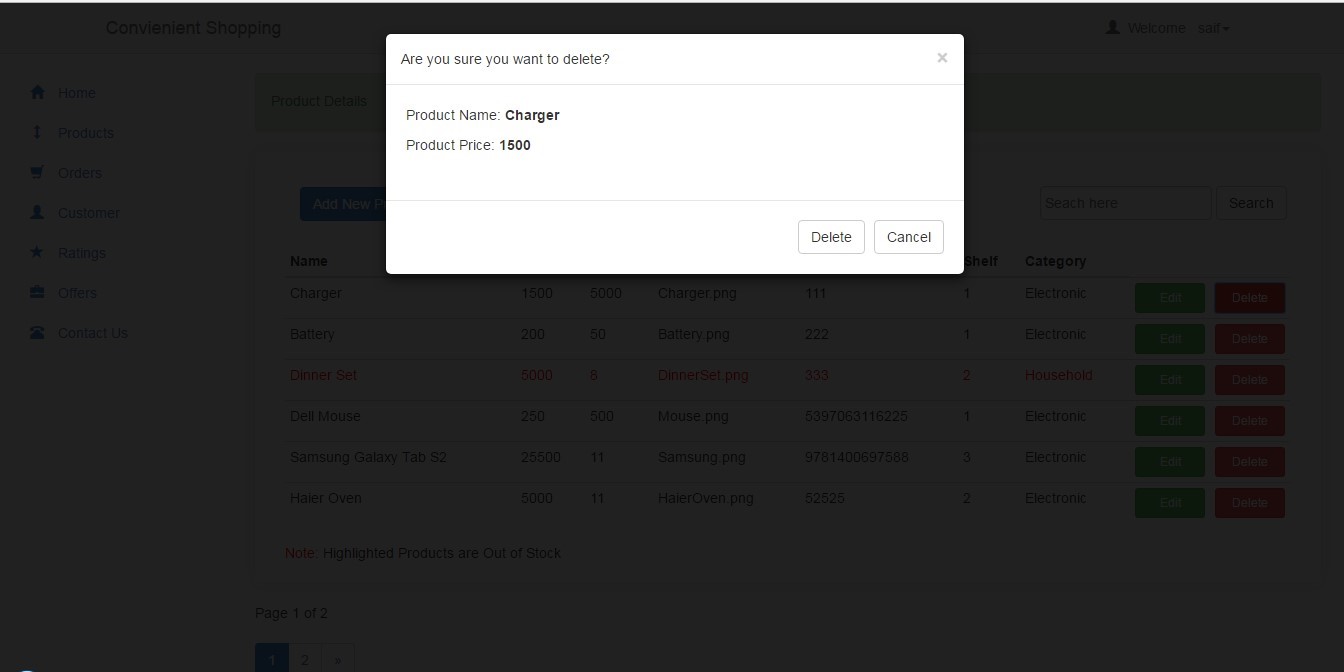 Convienient Shopping
Welcome saif
Are you sure you want to delete? ×
Product Name: Charger
Product Price: 1500
Delete Cancel
Home
Products
Orders
Customer
Ratings
Offers
Contact Us
Product Details
Add New P
Seach here Search
Name Shelf Category
Charger 1500 5000 Charger.png 111 1 Electronic Edit Delete
Battery 200 50 Battery.png 222 1 Electronic Edit Delete
Dinner Set 5000 8 DinnerSet.png 333 2 Household Edit Delete
Dell Mouse 250 500 Mouse.png 5397063116225 1 Electronic Edit Delete
Samsung Galaxy Tab S2 25500 11 Samsung.png 9781400697588 3 Electronic Edit Delete
Haier Oven 5000 11 HaierOven.png 52525 2 Electronic Edit Delete
Note: Highlighted Products are Out of Stock
Page 1 of 2
1 2 »